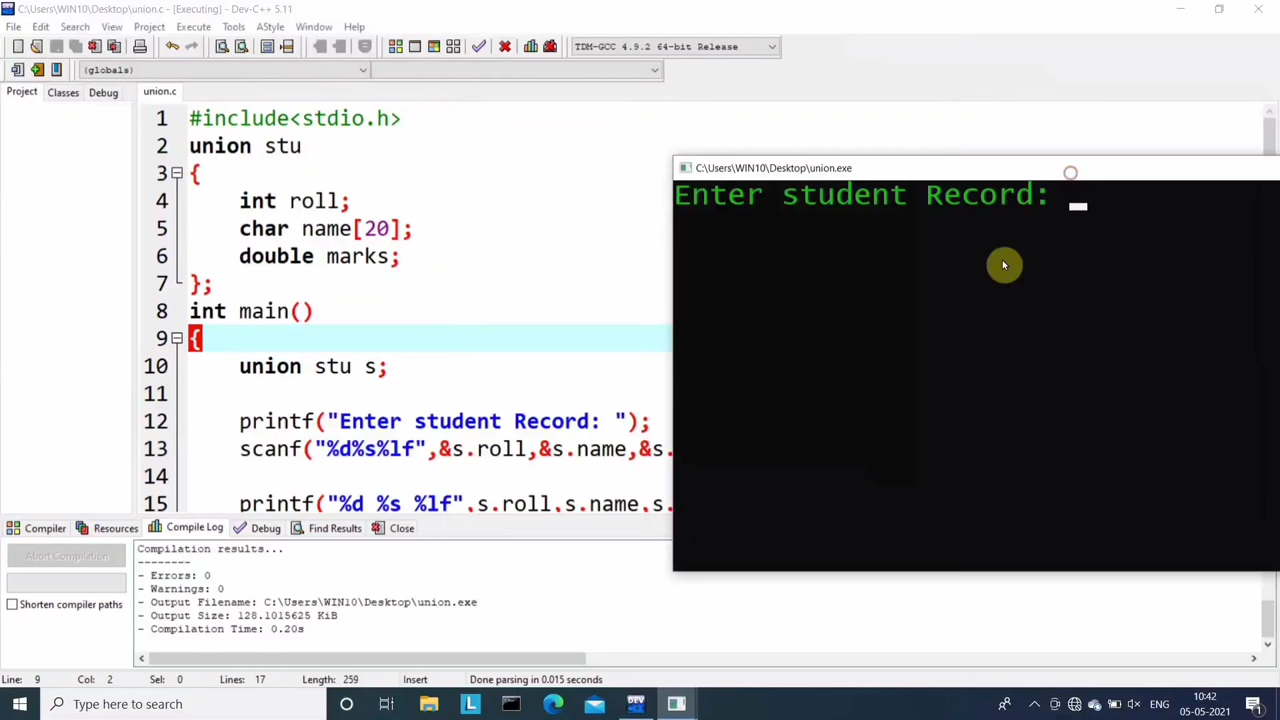 C:\Users\WIN10\Desktop\union.c - [Executing] - Dev-C++ 5.11
File Edit Search View Project Execute Tools AStyle Window Help
TDM-GCC 4.9.2 64-bit Release
(globals)
Project Classes Debug union.c
1 #include<stdio.h>
2 union stu
3 {
4 int roll;
5 char name[20];
6 double marks;
7 };
8 int main()
9 {
10 union stu s;
11
12 printf("Enter student Record: ");
13 scanf("%d%s%lf",&s.roll,&s.name,&s.
14
15 printf("%d %s %lf",s.roll,s.name,s.
C:\Users\WIN10\Desktop\union.exe
Enter student Record:
Compiler Resources Compile Log Debug Find Results Close
Abort Compilation
Shorten compiler paths
Compilation results...
--------
- Errors: 0
- Warnings: 0
- Output Filename: C:\Users\WIN10\Desktop\union.exe
- Output Size: 128.1015625 KiB
- Compilation Time: 0.20s
Line: 9 Col: 2 Sel: 0 Lines: 17 Length: 259 Insert Done parsing in 0.015 seconds
Type here to search
ENG
10:42
05-05-2021